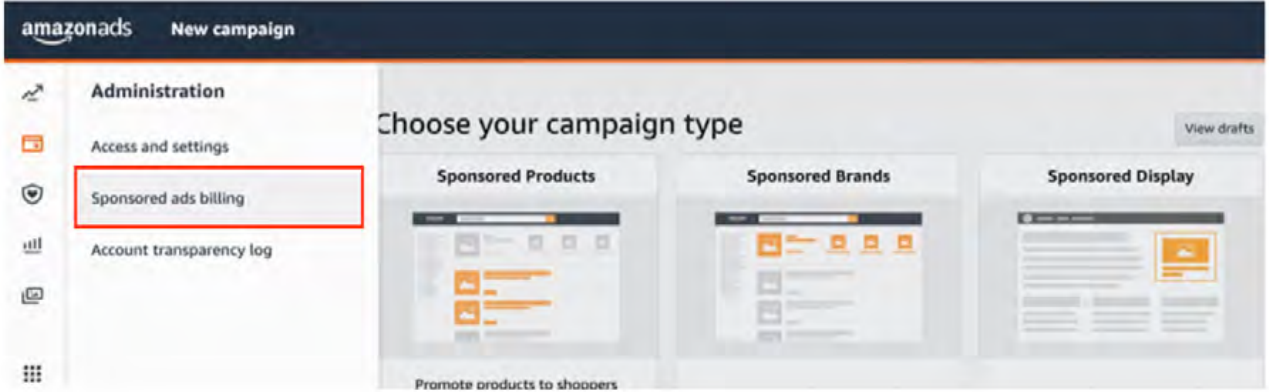 amazonads New campaign
Administration
Access and settings
Sponsored ads billing
Account transparency log
Choose your campaign type
View drafts
Sponsored Products
Sponsored Brands
Sponsored Display
Promote products to shoppers